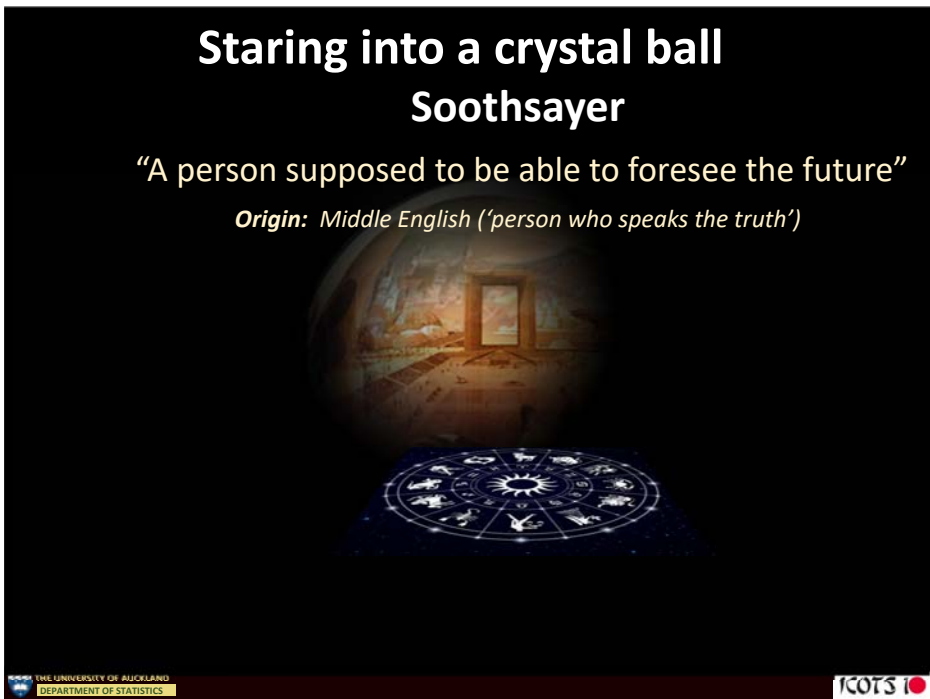 Staring into a crystal ball
Soothsayer
“A person supposed to be able to foresee the future”
Origin: Middle English (‘person who speaks the truth’)
THE UNIVERSITY OF AUCKLAND
DEPARTMENT OF STATISTICS
ICOTS 10